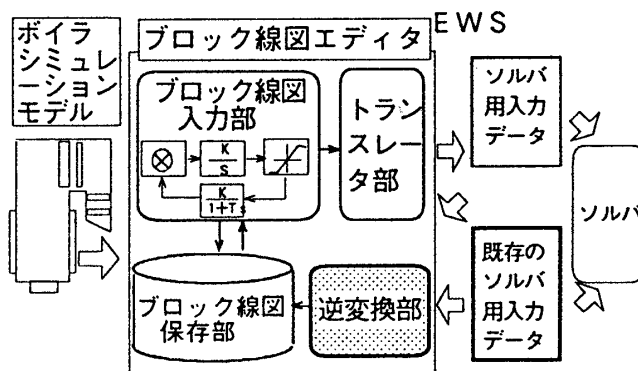 ボイラ
シミュレ
ーション
モデル
ブロック線図エディタ
EWS
ブロック線図
入力部
K
S
K
1+Ts
トラン
スレー
タ部
ソルバ
用入力
データ
ソルバ
既存の
ソルバ
用入力
データ
ブロック線図
保存部
逆変換部